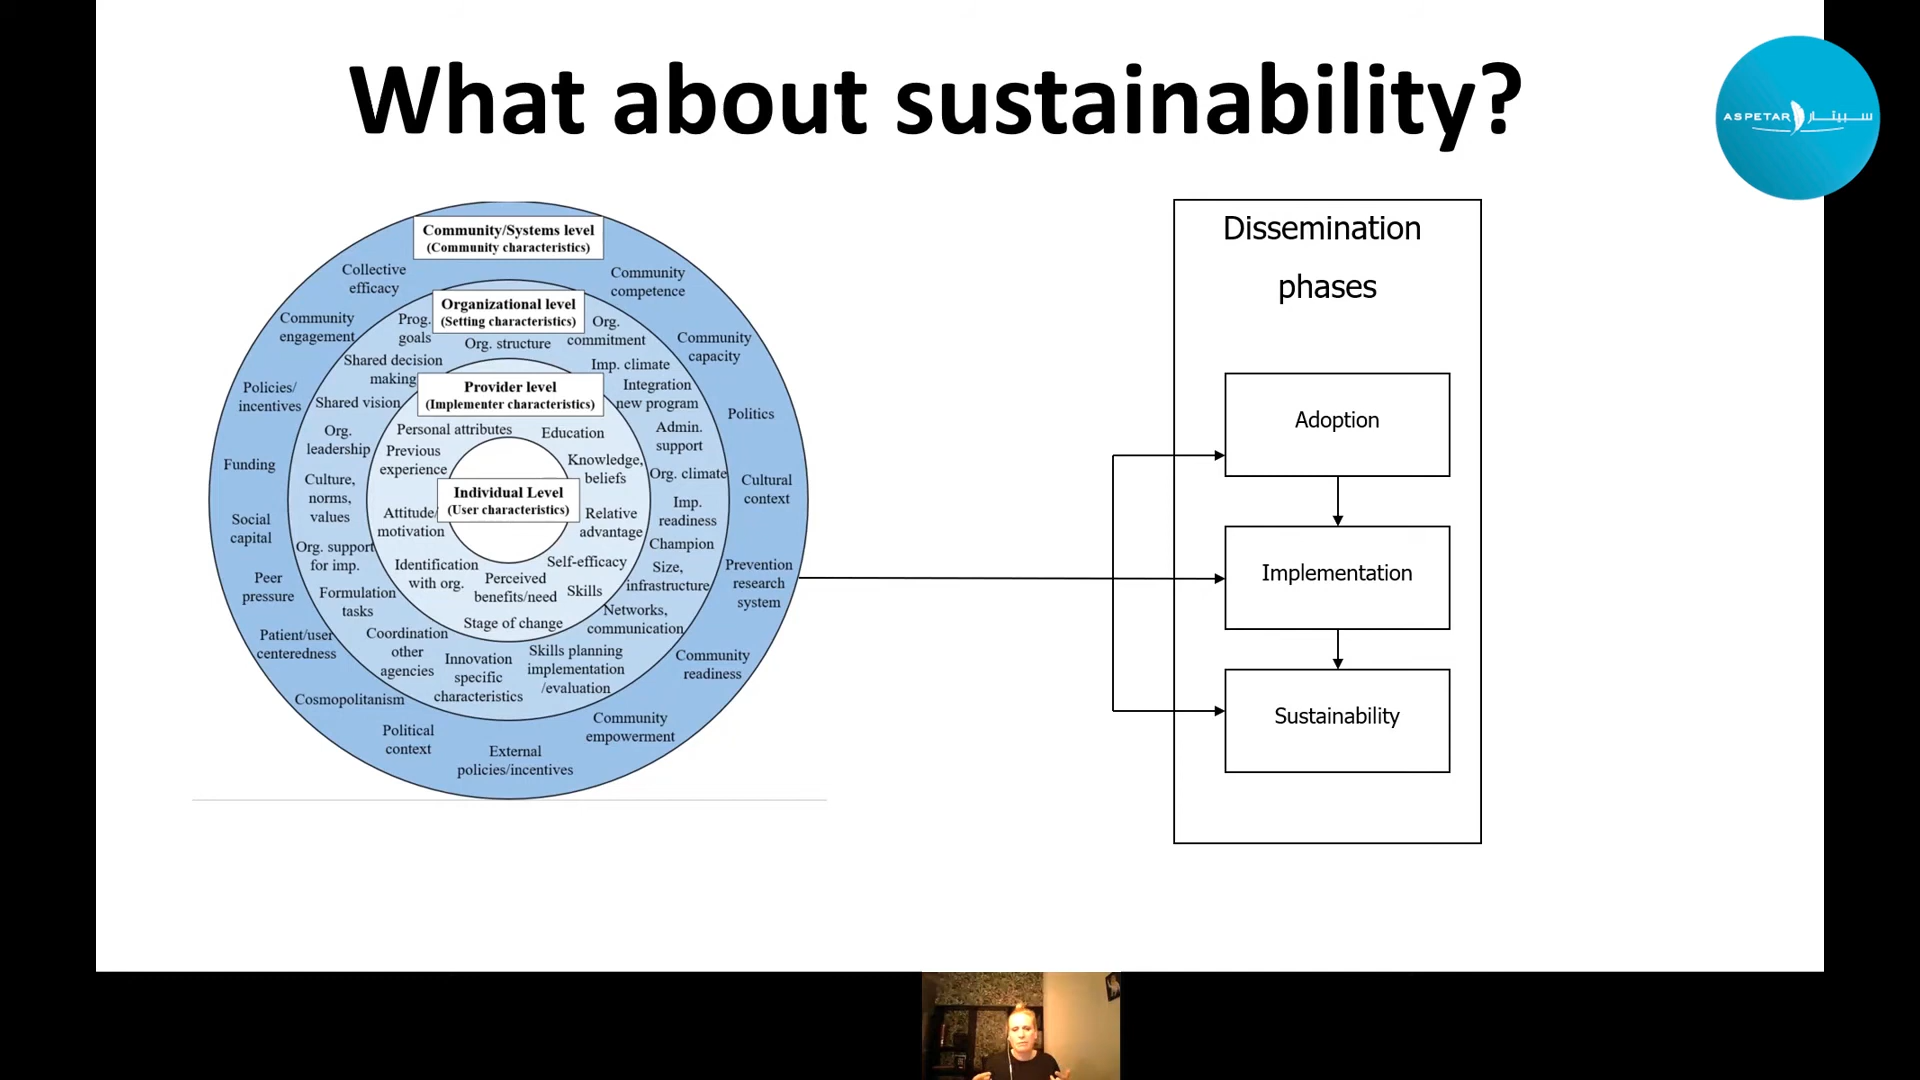 What about sustainability?
ASPETAR سبيتار
Community/Systems level
(Community characteristics)
Collective
efficacy
Community
competence
Community
engagement
Community
capacity
Policies/
incentives
Politics
Funding
Cultural
context
Social
capital
Peer
pressure
Prevention
research
system
Patient/user
centeredness
Community
readiness
Cosmopolitanism
Community
empowerment
Political
context
External
policies/incentives
Organizational level
(Setting characteristics)
Prog.
goals
Org. structure
Org.
commitment
Shared decision
making
Imp. climate
Integration
new program
Shared vision
Org.
leadership
Admin.
support
Culture,
norms,
values
Org. climate
Imp.
readiness
Org. support
for imp.
Champion
Size,
infrastructure
Formulation
tasks
Networks,
communication
Coordination
other
agencies
Innovation
specific
characteristics
Skills planning
implementation
/evaluation
Provider level
(Implementer characteristics)
Personal attributes
Education
Previous
experience
Knowledge,
beliefs
Attitude/
motivation
Relative
advantage
Identification
with org.
Self-efficacy
Perceived
benefits/need
Skills
Stage of change
Individual Level
(User characteristics)
Dissemination
phases
Adoption
Implementation
Sustainability